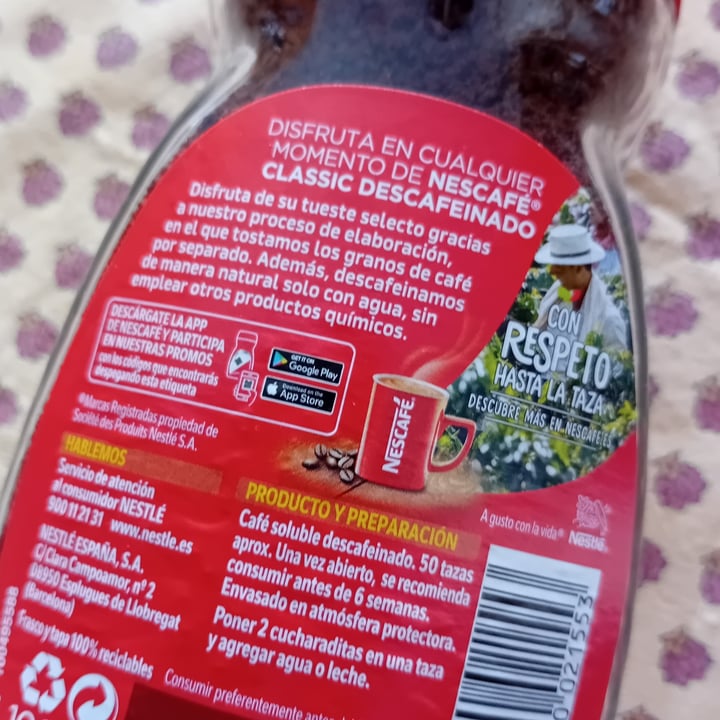 DISFRUTA EN CUALQUIER
MOMENTO DE NESCAFÉ®
CLASSIC DESCAFEINADO
Disfruta de su tueste selecto gracias
a nuestro proceso de elaboración,
en el que tostamos los granos de café
por separado. Además, descafeinamos
de manera natural solo con agua, sin
emplear otros productos químicos.
DESCÁRGATE LA APP
DE NESCAFÉ Y PARTICIPA
EN NUESTRAS PROMOS
con los códigos que encontrarás
despegando esta etiqueta
GET IT ON
Google Play
Download on the
App Store
CON
RESPETO
HASTA LA TAZA
DESCUBRE MÁS EN NESCAFE.ES
NESCAFÉ
®Marcas Registradas propiedad de
Société des Produits Nestlé S.A.
HABLEMOS
Servicio de atención
al consumidor NESTLÉ
900 112 131 www.nestle.es
NESTLÉ ESPAÑA, S.A.
C/Clara Campoamor, nº 2
08950 Esplugues de Llobregat
(Barcelona)
Frasco y tapa 100% reciclables
PRODUCTO Y PREPARACIÓN
Café soluble descafeinado. 50 tazas
aprox. Una vez abierto, se recomienda
consumir antes de 6 semanas.
Envasado en atmósfera protectora.
Poner 2 cucharaditas en una taza
y agregar agua o leche.
A gusto con la vida®
Nestlé
Consumir preferentemente antes
0 021553